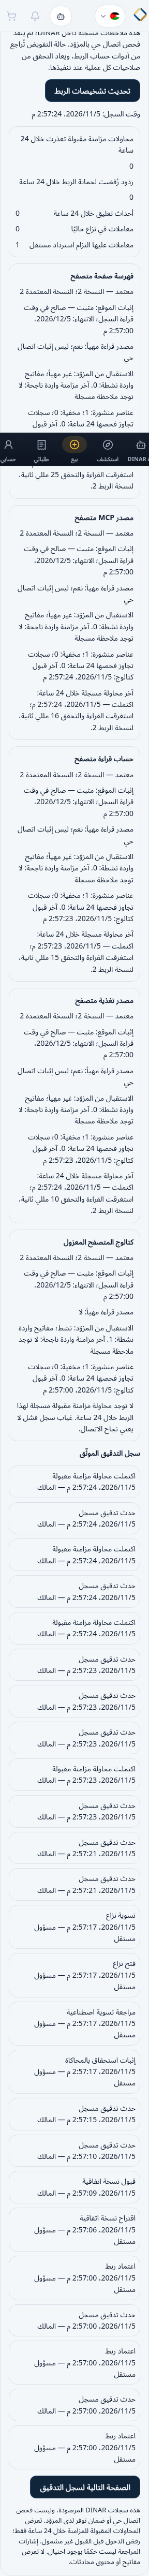 هذه ملاحظات مسجلة داخل DINAR؛ لم يُنفذ
فحص اتصال حي بالمزوّد. حالة التفويض تُراجع
صلاحيات كل عملية عند تنفيذها.
تحديث تشخيصات الربط
وقت السجل: 2026/11/5، 2:57:24 م
محاولات مزامنة مقبولة تعذرت خلال 24
ساعة
0
ردود رُفضت لحماية الربط خلال 24 ساعة
0
أحداث تعليق خلال 24 ساعة
0
معاملات في نزاع حاليًا
0
معاملات عليها التزام استرداد مستقل
1
فهرسة صفحة متصفح
معتمد — النسخة 2؛ النسخة المعتمدة 2
إثبات الموقع: مثبت — صالح في وقت
قراءة السجل؛ الانتهاء: 2026/12/5،
2:57:00 م
مصدر قراءة مهيأ: نعم؛ ليس إثبات اتصال
حي
الاستقبال من المزوّد: غير مهيأ؛ مفاتيح
واردة نشطة: 0. آخر مزامنة واردة ناجحة: لا
توجد ملاحظة مسجلة
عناصر منشورة: 1؛ مخفية: 0؛ سجلات
تجاوز فحصها 24 ساعة: 0. آخر قبول
DINAR
استكشف
بيع
طلباتي
حسابي
استغرقت القراءة والتحقق 25 مللي ثانية،
لنسخة الربط 2.
مصدر MCP متصفح
معتمد — النسخة 2؛ النسخة المعتمدة 2
إثبات الموقع: مثبت — صالح في وقت
قراءة السجل؛ الانتهاء: 2026/12/5،
2:57:00 م
مصدر قراءة مهيأ: نعم؛ ليس إثبات اتصال
حي
الاستقبال من المزوّد: غير مهيأ؛ مفاتيح
واردة نشطة: 0. آخر مزامنة واردة ناجحة: لا
توجد ملاحظة مسجلة
عناصر منشورة: 1؛ مخفية: 0؛ سجلات
تجاوز فحصها 24 ساعة: 0. آخر قبول
كتالوج: 2026/11/5، 2:57:24 م
آخر محاولة مسجلة خلال 24 ساعة:
اكتملت — 2026/11/5، 2:57:24 م؛
استغرقت القراءة والتحقق 16 مللي ثانية،
لنسخة الربط 2.
حساب قراءة متصفح
معتمد — النسخة 2؛ النسخة المعتمدة 2
إثبات الموقع: مثبت — صالح في وقت
قراءة السجل؛ الانتهاء: 2026/12/5،
2:57:00 م
مصدر قراءة مهيأ: نعم؛ ليس إثبات اتصال
حي
الاستقبال من المزوّد: غير مهيأ؛ مفاتيح
واردة نشطة: 0. آخر مزامنة واردة ناجحة: لا
توجد ملاحظة مسجلة
عناصر منشورة: 1؛ مخفية: 0؛ سجلات
تجاوز فحصها 24 ساعة: 0. آخر قبول
كتالوج: 2026/11/5، 2:57:23 م
آخر محاولة مسجلة خلال 24 ساعة:
اكتملت — 2026/11/5، 2:57:23 م؛
استغرقت القراءة والتحقق 15 مللي ثانية،
لنسخة الربط 2.
مصدر تغذية متصفح
معتمد — النسخة 2؛ النسخة المعتمدة 2
إثبات الموقع: مثبت — صالح في وقت
قراءة السجل؛ الانتهاء: 2026/12/5،
2:57:00 م
مصدر قراءة مهيأ: نعم؛ ليس إثبات اتصال
حي
الاستقبال من المزوّد: غير مهيأ؛ مفاتيح
واردة نشطة: 0. آخر مزامنة واردة ناجحة: لا
توجد ملاحظة مسجلة
عناصر منشورة: 1؛ مخفية: 0؛ سجلات
تجاوز فحصها 24 ساعة: 0. آخر قبول
كتالوج: 2026/11/5، 2:57:23 م
آخر محاولة مسجلة خلال 24 ساعة:
اكتملت — 2026/11/5، 2:57:24 م؛
استغرقت القراءة والتحقق 10 مللي ثانية،
لنسخة الربط 2.
كتالوج المتصفح المعزول
معتمد — النسخة 2؛ النسخة المعتمدة 2
إثبات الموقع: مثبت — صالح في وقت
قراءة السجل؛ الانتهاء: 2026/12/5،
2:57:00 م
مصدر قراءة مهيأ: لا
الاستقبال من المزوّد: نشط؛ مفاتيح واردة
نشطة: 1. آخر مزامنة واردة ناجحة: لا توجد
ملاحظة مسجلة
عناصر منشورة: 1؛ مخفية: 0؛ سجلات
تجاوز فحصها 24 ساعة: 0. آخر قبول
كتالوج: 2026/11/5، 2:57:00 م
لا توجد محاولة مزامنة مقبولة مسجلة لهذا
الربط خلال 24 ساعة. غياب سجل فشل لا
يعني نجاح الاتصال.
سجل التدقيق الموثّق
اكتملت محاولة مزامنة مقبولة
2026/11/5، 2:57:24 م — المالك
حدث تدقيق مسجل
2026/11/5، 2:57:24 م — المالك
اكتملت محاولة مزامنة مقبولة
2026/11/5، 2:57:24 م — المالك
حدث تدقيق مسجل
2026/11/5، 2:57:24 م — المالك
اكتملت محاولة مزامنة مقبولة
2026/11/5، 2:57:24 م — المالك
حدث تدقيق مسجل
2026/11/5، 2:57:23 م — المالك
حدث تدقيق مسجل
2026/11/5، 2:57:23 م — المالك
حدث تدقيق مسجل
2026/11/5، 2:57:23 م — المالك
اكتملت محاولة مزامنة مقبولة
2026/11/5، 2:57:23 م — المالك
حدث تدقيق مسجل
2026/11/5، 2:57:23 م — المالك
حدث تدقيق مسجل
2026/11/5، 2:57:21 م — المالك
حدث تدقيق مسجل
2026/11/5، 2:57:21 م — المالك
تسوية نزاع
2026/11/5، 2:57:17 م — مسؤول
مستقل
فتح نزاع
2026/11/5، 2:57:17 م — مسؤول
مستقل
مراجعة تسوية اصطناعية
2026/11/5، 2:57:17 م — مسؤول
مستقل
إثبات استحقاق بالمحاكاة
2026/11/5، 2:57:17 م — مسؤول
مستقل
حدث تدقيق مسجل
2026/11/5، 2:57:15 م — المالك
حدث تدقيق مسجل
2026/11/5، 2:57:10 م — المالك
قبول نسخة اتفاقية
2026/11/5، 2:57:09 م — المالك
اقتراح نسخة اتفاقية
2026/11/5، 2:57:06 م — مسؤول
مستقل
اعتماد ربط
2026/11/5، 2:57:00 م — مسؤول
مستقل
حدث تدقيق مسجل
2026/11/5، 2:57:00 م — المالك
اعتماد ربط
2026/11/5، 2:57:00 م — مسؤول
مستقل
حدث تدقيق مسجل
2026/11/5، 2:57:00 م — المالك
اعتماد ربط
2026/11/5، 2:57:00 م — مسؤول
مستقل
الصفحة التالية لسجل التدقيق
هذه سجلات DINAR المرصودة، وليست فحص
اتصال حي أو ضمان توفر لدى المزوّد. تعرض
المحاولات المقبولة للمزامنة خلال 24 ساعة فقط؛
رفض الدخول قبل القبول غير مشمول. إشارات
المراجعة ليست حكمًا بوجود احتيال. لا تعرض
مفاتيح أو محتوى محادثات.